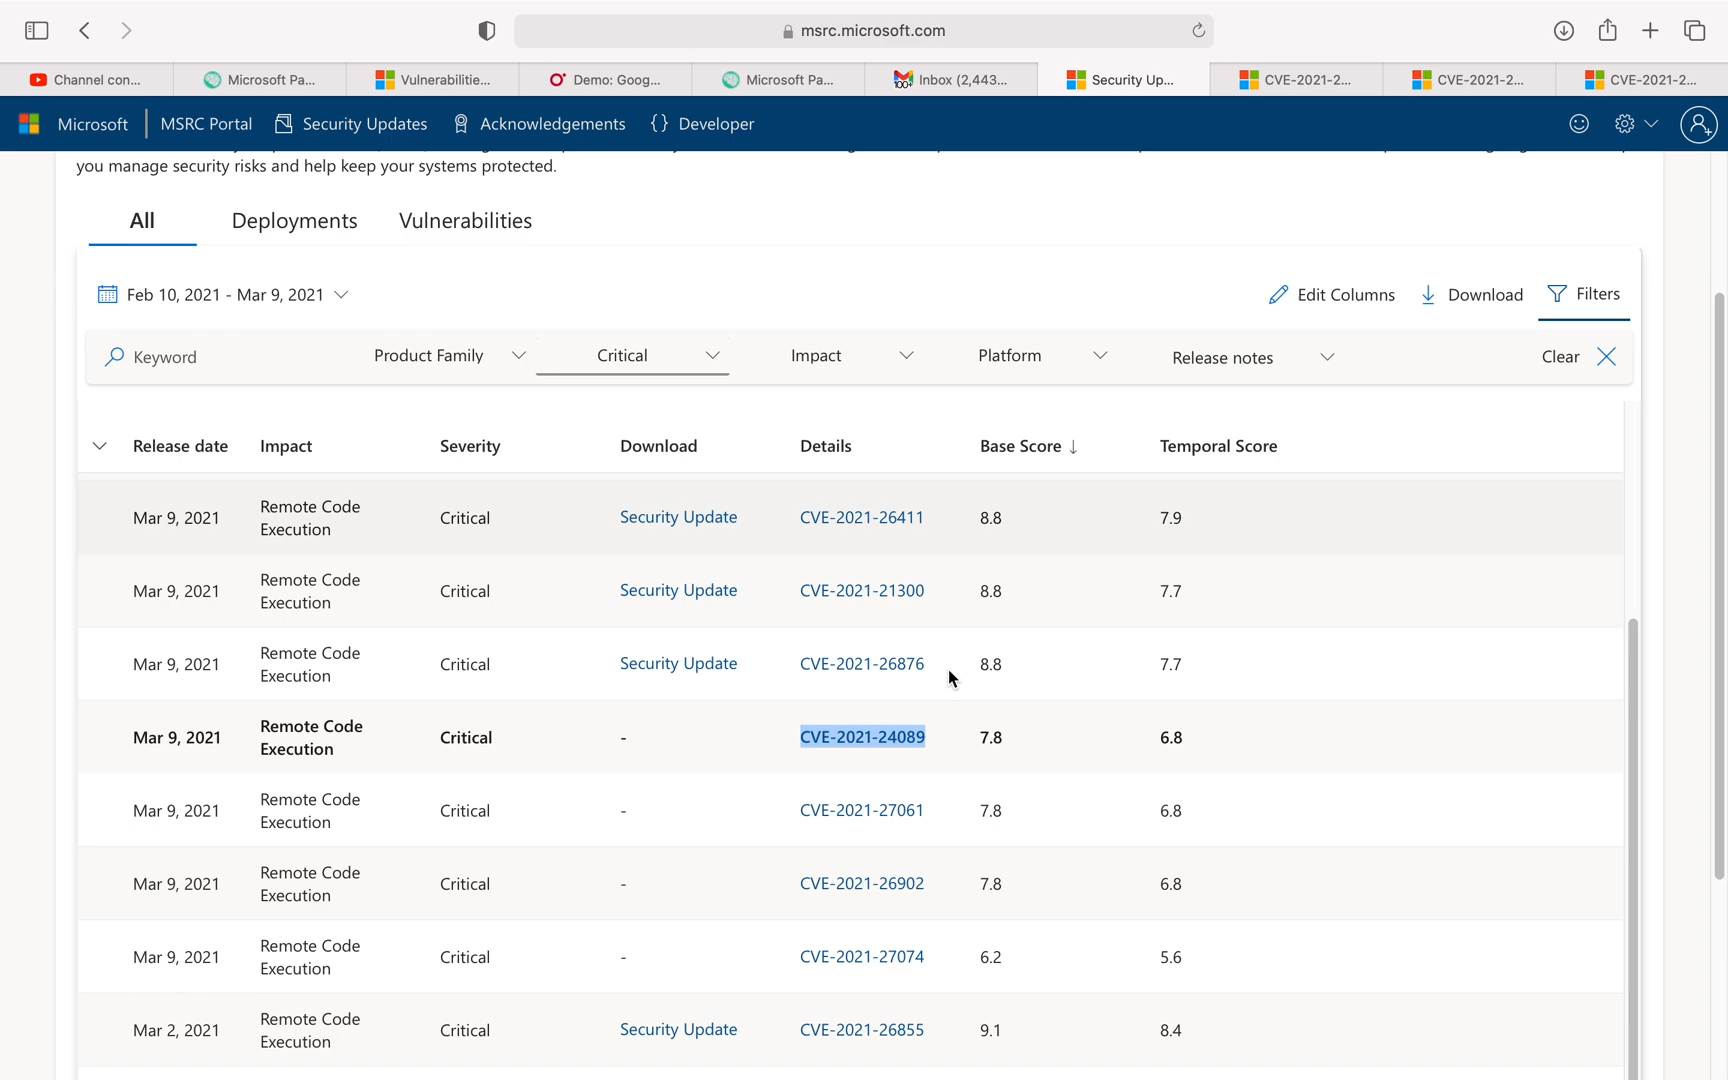 msrc.microsoft.com
Channel con...
Microsoft Pa...
Vulnerabilitie...
Demo: Goog...
Microsoft Pa...
Inbox (2,443...
Security Up...
CVE-2021-2...
CVE-2021-2...
CVE-2021-2...
Microsoft
MSRC Portal
Security Updates
Acknowledgements
Developer
you manage security risks and help keep your systems protected.
All Deployments Vulnerabilities
Feb 10, 2021 - Mar 9, 2021
Edit Columns
Download
Filters
Keyword
Product Family
Critical
Impact
Platform
Release notes
Clear
Release date Impact Severity Download Details Base Score ↓ Temporal Score
Mar 9, 2021 Remote Code Execution Critical Security Update CVE-2021-26411 8.8 7.9
Mar 9, 2021 Remote Code Execution Critical Security Update CVE-2021-21300 8.8 7.7
Mar 9, 2021 Remote Code Execution Critical Security Update CVE-2021-26876 8.8 7.7
Mar 9, 2021 Remote Code Execution Critical - CVE-2021-24089 7.8 6.8
Mar 9, 2021 Remote Code Execution Critical - CVE-2021-27061 7.8 6.8
Mar 9, 2021 Remote Code Execution Critical - CVE-2021-26902 7.8 6.8
Mar 9, 2021 Remote Code Execution Critical - CVE-2021-27074 6.2 5.6
Mar 2, 2021 Remote Code Execution Critical Security Update CVE-2021-26855 9.1 8.4